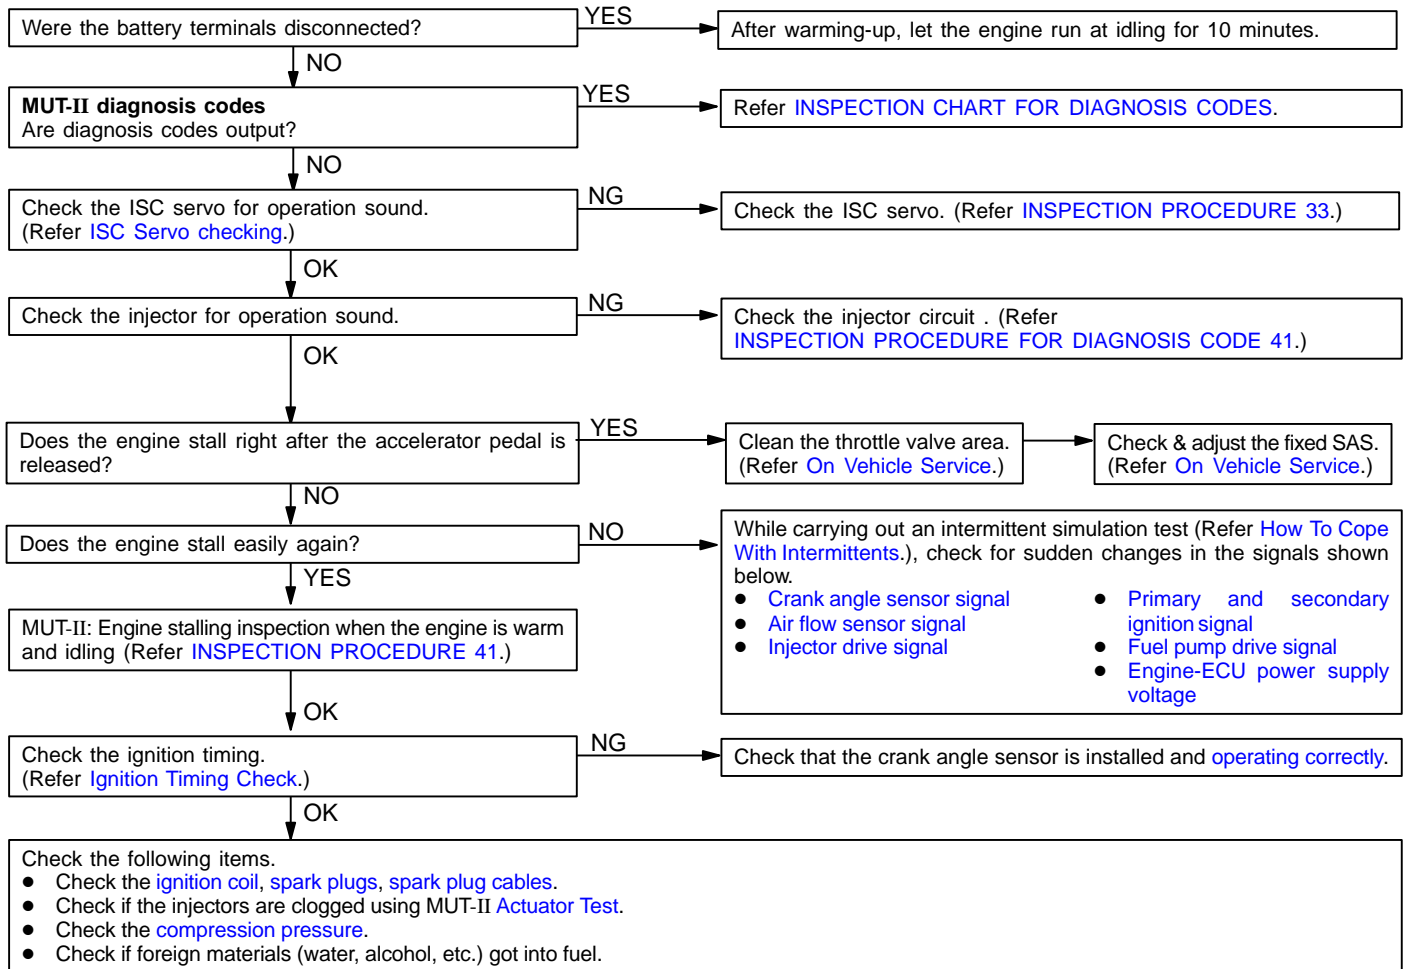 Were the battery terminals disconnected?
YES
After warming-up, let the engine run at idling for 10 minutes.
NO
MUT-II diagnosis codes
Are diagnosis codes output?
YES
Refer INSPECTION CHART FOR DIAGNOSIS CODES.
NO
Check the ISC servo for operation sound.
(Refer ISC Servo checking.)
NG
Check the ISC servo. (Refer INSPECTION PROCEDURE 33.)
OK
Check the injector for operation sound.
NG
Check the injector circuit . (Refer
INSPECTION PROCEDURE FOR DIAGNOSIS CODE 41.)
OK
Does the engine stall right after the accelerator pedal is
released?
YES
Clean the throttle valve area.
(Refer On Vehicle Service.)
Check & adjust the fixed SAS.
(Refer On Vehicle Service.)
NO
Does the engine stall easily again?
NO
While carrying out an intermittent simulation test (Refer How To Cope
With Intermittents.), check for sudden changes in the signals shown
below.
● Crank angle sensor signal
● Air flow sensor signal
● Injector drive signal
● Primary and secondary
ignition signal
● Fuel pump drive signal
● Engine-ECU power supply
voltage
YES
MUT-II: Engine stalling inspection when the engine is warm
and idling (Refer INSPECTION PROCEDURE 41.)
OK
Check the ignition timing.
(Refer Ignition Timing Check.)
NG
Check that the crank angle sensor is installed and operating correctly.
OK
Check the following items.
● Check the ignition coil, spark plugs, spark plug cables.
● Check if the injectors are clogged using MUT-II Actuator Test.
● Check the compression pressure.
● Check if foreign materials (water, alcohol, etc.) got into fuel.